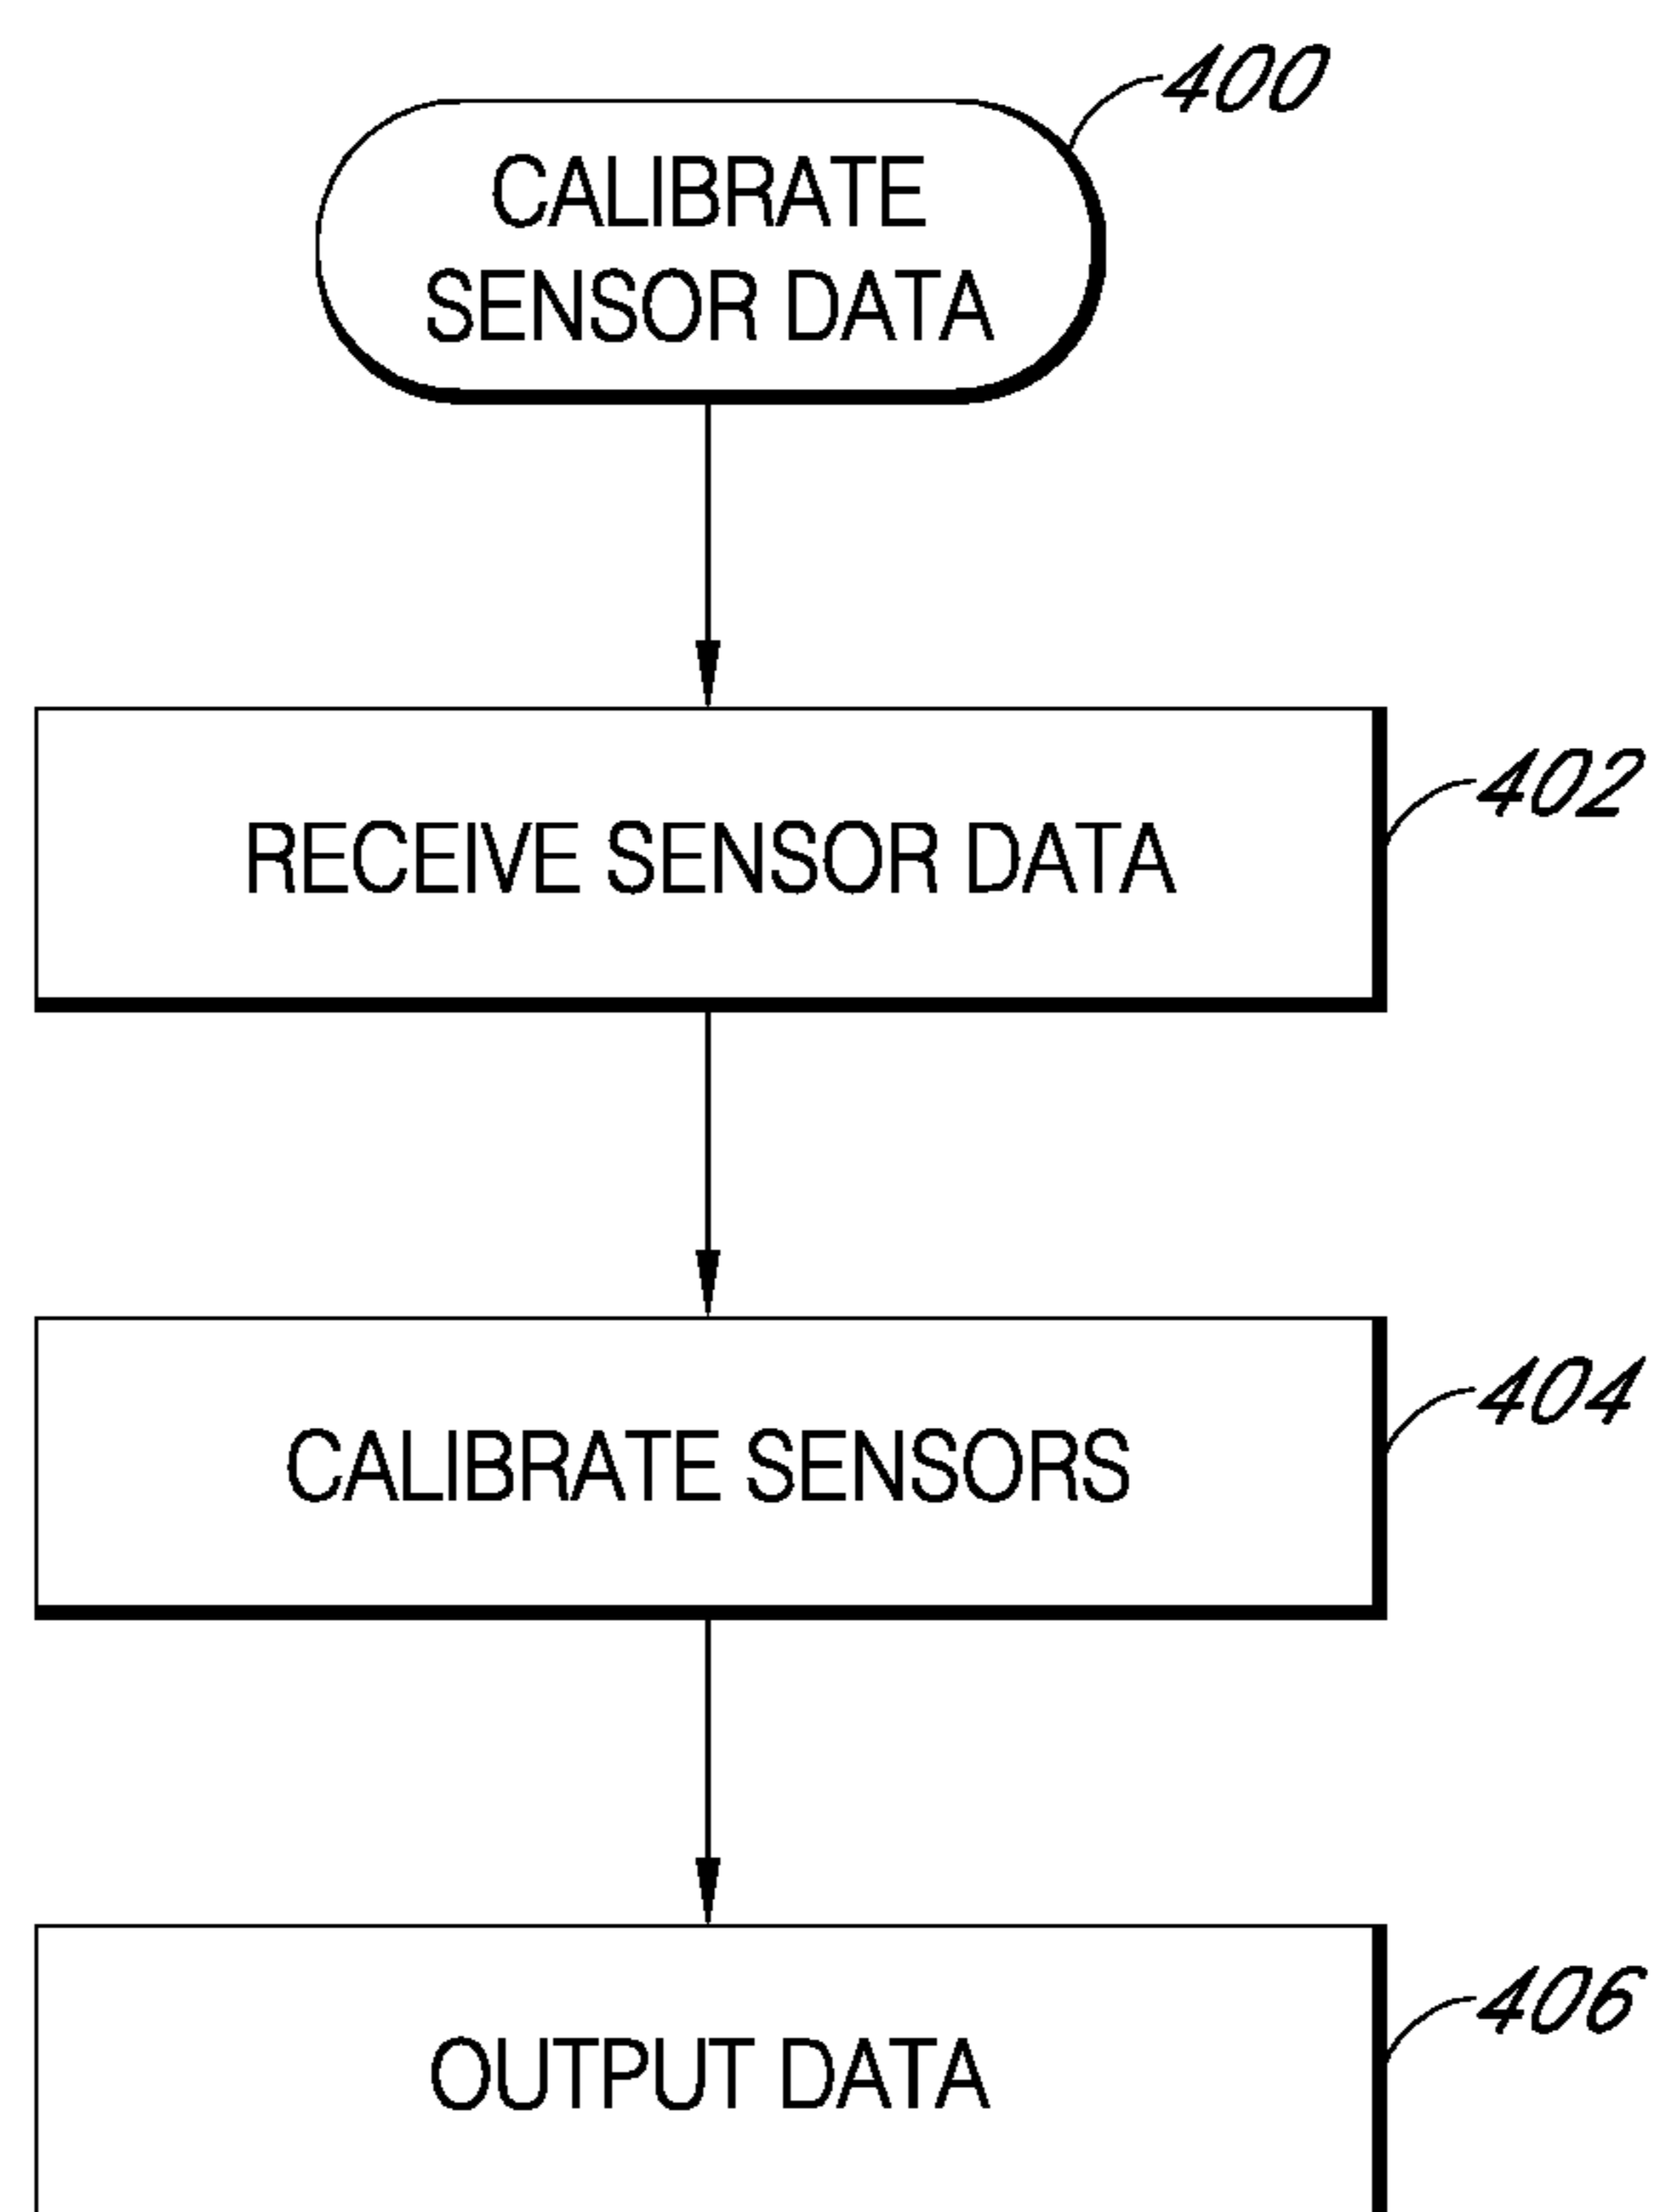 400
CALIBRATE
SENSOR DATA
402
RECEIVE SENSOR DATA
404
CALIBRATE SENSORS
406
OUTPUT DATA